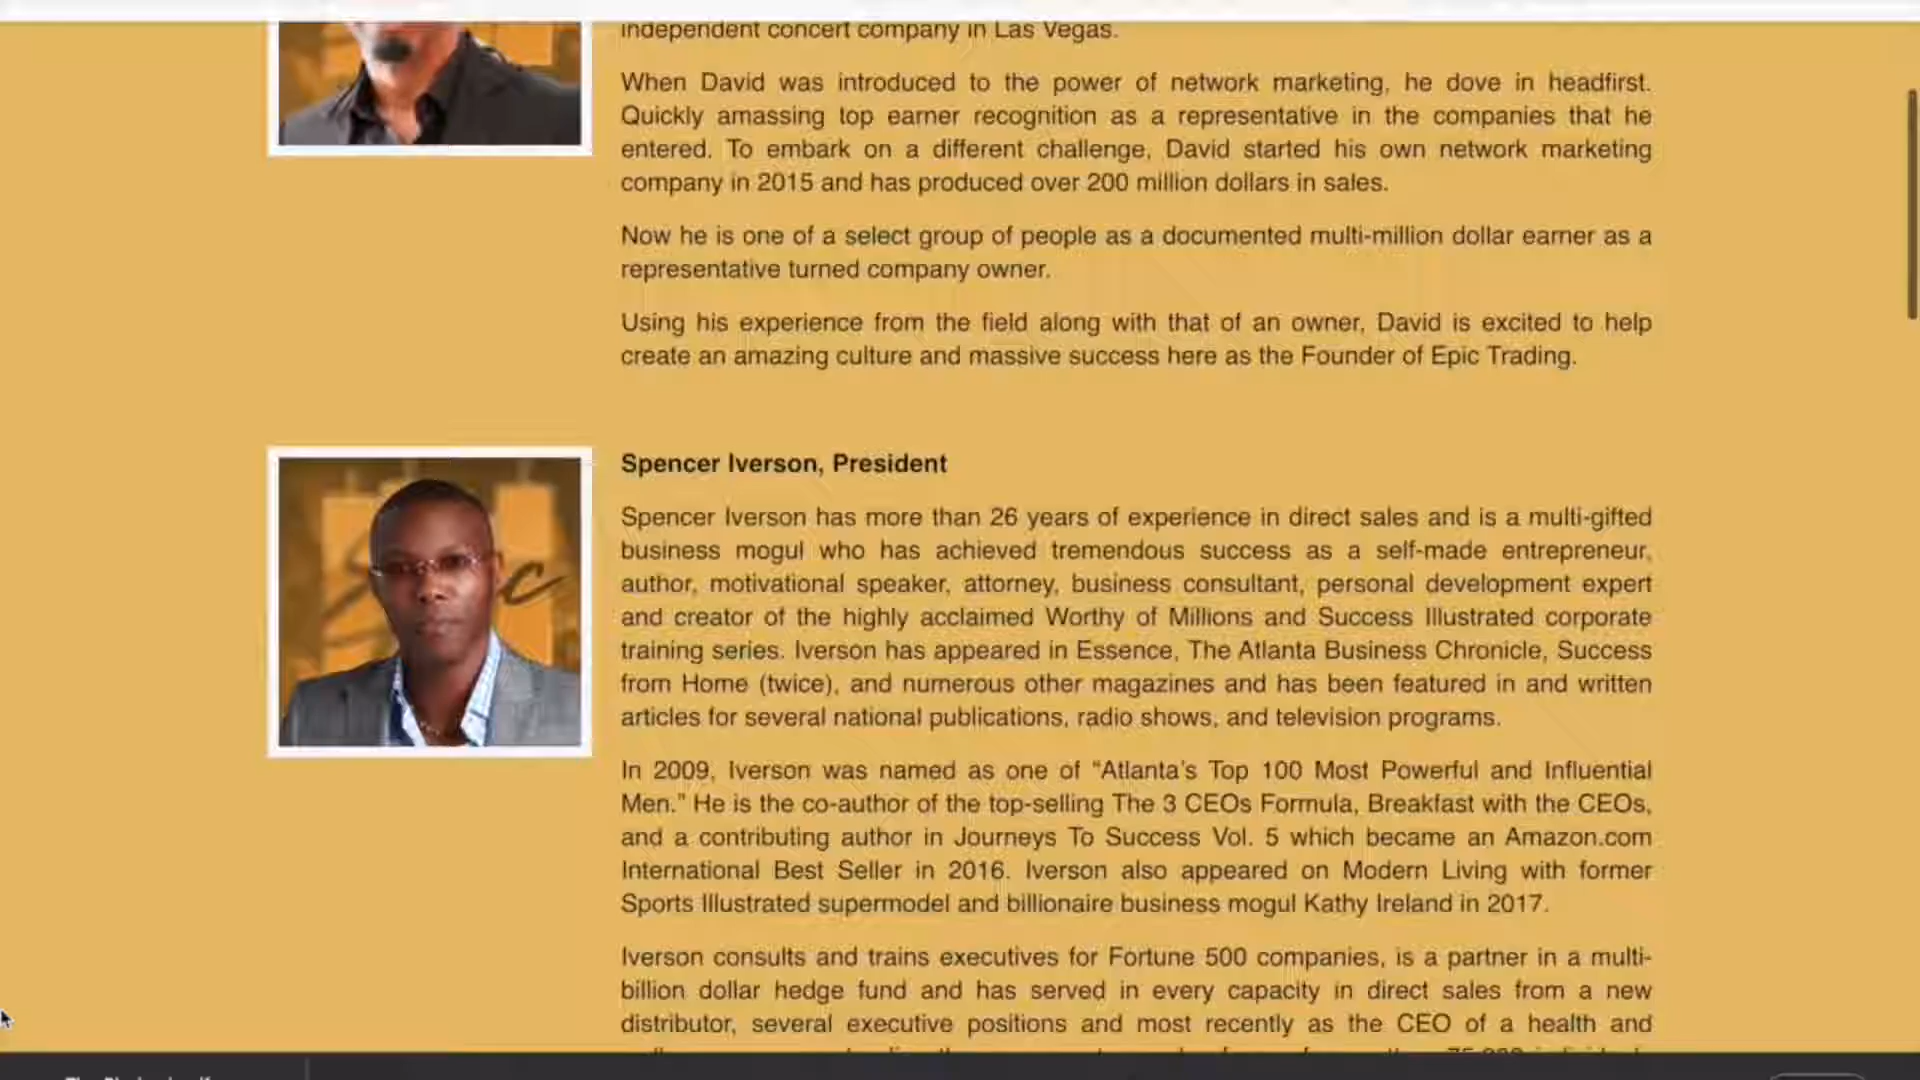 independent concert company in Las Vegas.
When David was introduced to the power of network marketing, he dove in headfirst.
Quickly amassing top earner recognition as a representative in the companies that he
entered. To embark on a different challenge, David started his own network marketing
company in 2015 and has produced over 200 million dollars in sales.
Now he is one of a select group of people as a documented multi-million dollar earner as a
representative turned company owner.
Using his experience from the field along with that of an owner, David is excited to help
create an amazing culture and massive success here as the Founder of Epic Trading.
Spencer Iverson, President
Spencer Iverson has more than 26 years of experience in direct sales and is a multi-gifted
business mogul who has achieved tremendous success as a self-made entrepreneur,
author, motivational speaker, attorney, business consultant, personal development expert
and creator of the highly acclaimed Worthy of Millions and Success Illustrated corporate
training series. Iverson has appeared in Essence, The Atlanta Business Chronicle, Success
from Home (twice), and numerous other magazines and has been featured in and written
articles for several national publications, radio shows, and television programs.
In 2009, Iverson was named as one of “Atlanta’s Top 100 Most Powerful and Influential
Men.” He is the co-author of the top-selling The 3 CEOs Formula, Breakfast with the CEOs,
and a contributing author in Journeys To Success Vol. 5 which became an Amazon.com
International Best Seller in 2016. Iverson also appeared on Modern Living with former
Sports Illustrated supermodel and billionaire business mogul Kathy Ireland in 2017.
Iverson consults and trains executives for Fortune 500 companies, is a partner in a multi-
billion dollar hedge fund and has served in every capacity in direct sales from a new
distributor, several executive positions and most recently as the CEO of a health and